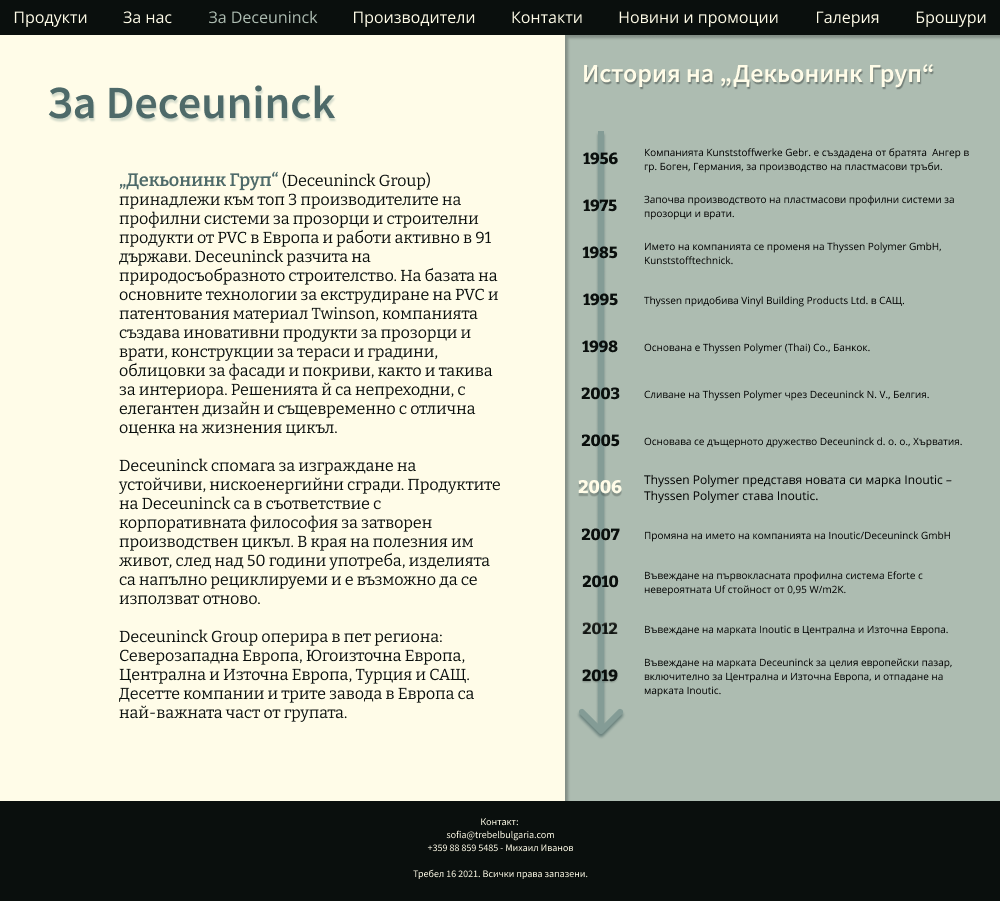 Продукти За нас За Deceuninck Производители Контакти Новини и промоции Галерия Брошури
За Deceuninck
„Декьонинк Груп“ (Deceuninck Group)
принадлежи към топ 3 производителите на
профилни системи за прозорци и строителни
продукти от PVC в Европа и работи активно в 91
държави. Deceuninck разчита на
природосъобразното строителство. На базата на
основните технологии за екструдиране на PVC и
патентования материал Twinson, компанията
създава иновативни продукти за прозорци и
врати, конструкции за тераси и градини,
облицовки за фасади и покриви, както и такива
за интериора. Решенията й са непреходни, с
елегантен дизайн и същевременно с отлична
оценка на жизнения цикъл.
Deceuninck спомага за изграждане на
устойчиви, нискоенергийни сгради. Продуктите
на Deceuninck са в съответствие с
корпоративната философия за затворен
производствен цикъл. В края на полезния им
живот, след над 50 години употреба, изделията
са напълно рециклируеми и е възможно да се
използват отново.
Deceuninck Group оперира в пет региона:
Северозападна Европа, Югоизточна Европа,
Централна и Източна Европа, Турция и САЩ.
Десетте компании и трите завода в Европа са
най-важната част от групата.
История на „Декьонинк Груп“
1956 Компанията Kunststoffwerke Gebr. е създадена от братята Ангер в
гр. Боген, Германия, за производство на пластмасови тръби.
1975 Започва производството на пластмасови профилни системи за
прозорци и врати.
1985 Името на компанията се променя на Thyssen Polymer GmbH,
Kunststofftechnick.
1995 Thyssen придобива Vinyl Building Products Ltd. в САЩ.
1998 Основана е Thyssen Polymer (Thai) Co., Банкок.
2003 Сливане на Thyssen Polymer чрез Deceuninck N. V., Белгия.
2005 Основава се дъщерното дружество Deceuninck d. o. o., Хърватия.
2006 Thyssen Polymer представя новата си марка Inoutic –
Thyssen Polymer става Inoutic.
2007 Промяна на името на компанията на Inoutic/Deceuninck GmbH
2010 Въвеждане на първокласната профилна система Eforte с
невероятната Uf стойност от 0,95 W/m2K.
2012 Въвеждане на марката Inoutic в Централна и Източна Европа.
2019 Въвеждане на марката Deceuninck за целия европейски пазар,
включително за Централна и Източна Европа, и отпадане на
марката Inoutic.
Контакт:
sofia@trebelbulgaria.com
+359 88 859 5485 - Михаил Иванов
Требел 16 2021. Всички права запазени.